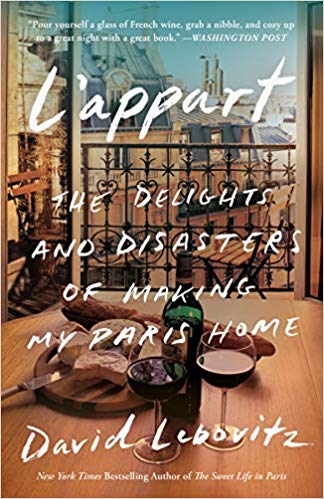 "Pour yourself a glass of French wine, grab a nibble, and cozy up
to a great night with a great book." —WASHINGTON POST
L'appart
THE DELIGHTS
AND DISASTERS
OF MAKING
MY PARIS HOME
David Lebovitz
New York Times Bestselling Author of The Sweet Life in Paris